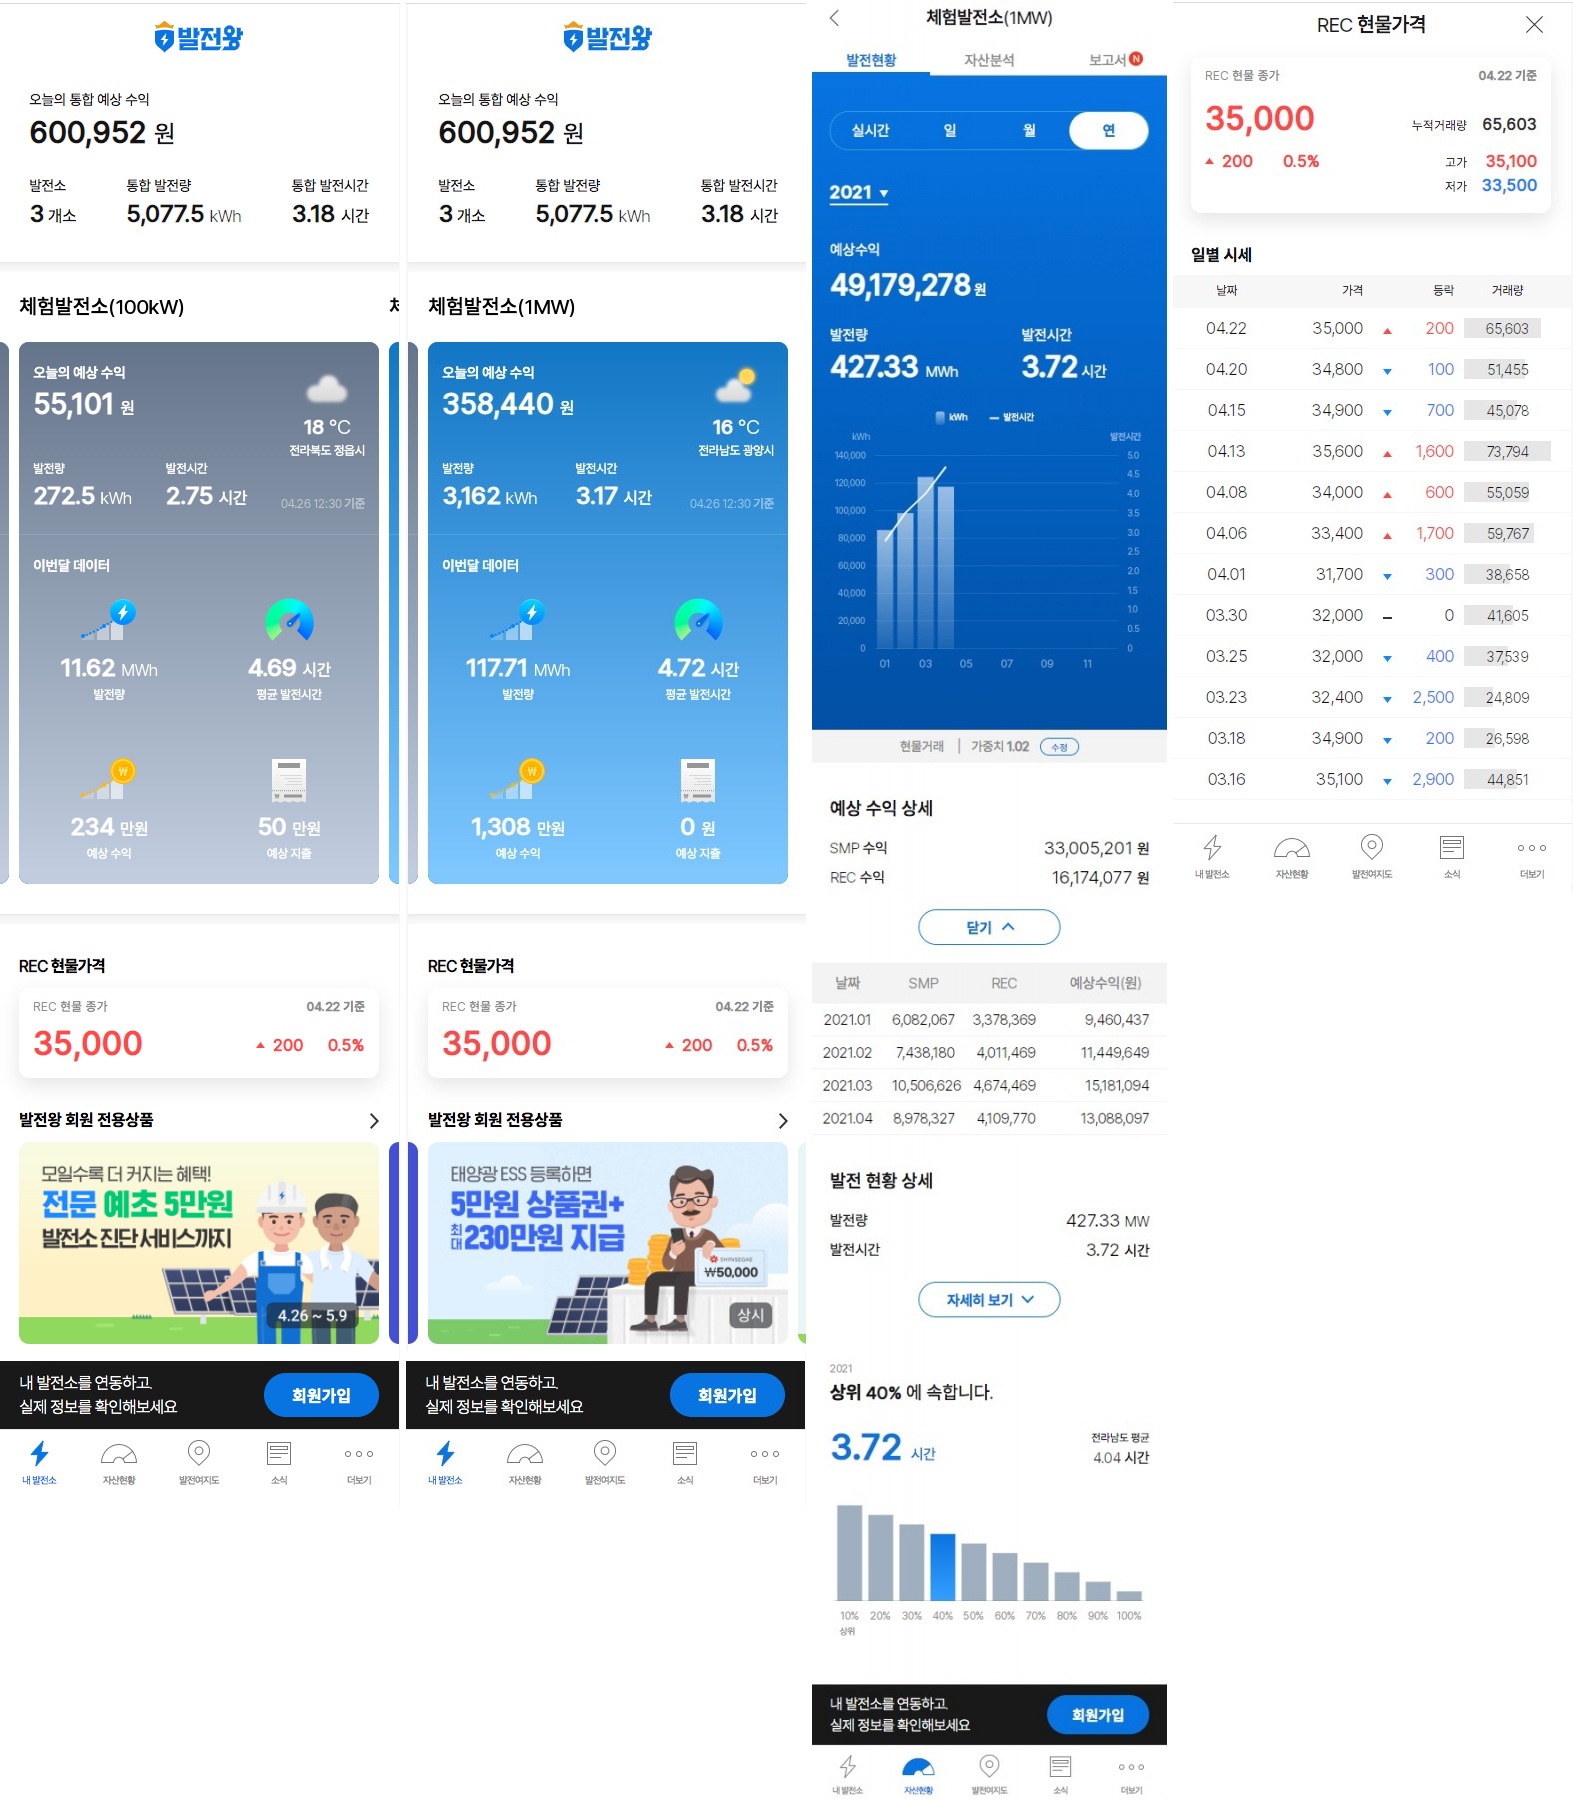 발전왕
오늘의 통합 예상 수익
600,952 원
발전소 통합 발전량 통합 발전시간
3 개소 5,077.5 kWh 3.18 시간
체험발전소(100kW) 체
오늘의 예상 수익
55,101 원
18 °C
전라북도 정읍시
발전량 발전시간
272.5 kWh 2.75 시간
04.26 12:30 기준
이번달 데이터
11.62 MWh 4.69 시간
발전량 평균 발전시간
₩
234 만원 50 만원
예상 수익 예상 지출
REC 현물가격
REC 현물 종가 04.22 기준
35,000 ▲ 200 0.5%
발전왕 회원 전용상품
모일수록 더 커지는 혜택!
전문 예초 5만원
발전소 진단 서비스까지
4.26 ~ 5.9
내 발전소를 연동하고,
실제 정보를 확인해보세요
회원가입
내 발전소 자산현황 발전여지도 소식 더보기
발전왕
오늘의 통합 예상 수익
600,952 원
발전소 통합 발전량 통합 발전시간
3 개소 5,077.5 kWh 3.18 시간
체험발전소(1MW)
오늘의 예상 수익
358,440 원
16 °C
전라남도 광양시
발전량 발전시간
3,162 kWh 3.17 시간
04.26 12:30 기준
이번달 데이터
117.71 MWh 4.72 시간
발전량 평균 발전시간
₩
1,308 만원 0 원
예상 수익 예상 지출
REC 현물가격
REC 현물 종가 04.22 기준
35,000 ▲ 200 0.5%
발전왕 회원 전용상품
태양광 ESS 등록하면
5만원 상품권+
최대 230만원 지급
SHINSEGAE
₩50,000
상시
내 발전소를 연동하고,
실제 정보를 확인해보세요
회원가입
내 발전소 자산현황 발전여지도 소식 더보기
체험발전소(1MW)
발전현황 자산분석 보고서 N
실시간 일 월 연
2021 ▼
예상수익
49,179,278 원
발전량 발전시간
427.33 MWh 3.72 시간
kWh 발전시간
kWh 발전시간
140,000 5.0
4.5
120,000 4.0
100,000 3.5
80,000 3.0
2.5
60,000 2.0
40,000 1.5
1.0
20,000 0.5
0 0
01 03 05 07 09 11
현물거래 | 가중치 1.02 수정
예상 수익 상세
SMP 수익 33,005,201 원
REC 수익 16,174,077 원
닫기
날짜 SMP REC 예상수익(원)
2021.01 6,082,067 3,378,369 9,460,437
2021.02 7,438,180 4,011,469 11,449,649
2021.03 10,506,626 4,674,469 15,181,094
2021.04 8,978,327 4,109,770 13,088,097
발전 현황 상세
발전량 427.33 MW
발전시간 3.72 시간
자세히 보기
2021
상위 40% 에 속합니다.
3.72 시간
전라남도 평균
4.04 시간
10% 20% 30% 40% 50% 60% 70% 80% 90% 100%
상위
내 발전소를 연동하고,
실제 정보를 확인해보세요
회원가입
내 발전소 자산현황 발전여지도 소식 더보기
REC 현물가격
REC 현물 종가 04.22 기준
35,000
누적거래량 65,603
▲ 200 0.5%
고가 35,100
저가 33,500
일별 시세
날짜 가격 등락 거래량
04.22 35,000 ▲ 200 65,603
04.20 34,800 ▼ 100 51,455
04.15 34,900 ▼ 700 45,078
04.13 35,600 ▲ 1,600 73,794
04.08 34,000 ▲ 600 55,059
04.06 33,400 ▲ 1,700 59,767
04.01 31,700 ▼ 300 38,658
03.30 32,000 – 0 41,605
03.25 32,000 ▼ 400 37,539
03.23 32,400 ▼ 2,500 24,809
03.18 34,900 ▼ 200 26,598
03.16 35,100 ▼ 2,900 44,851
내 발전소 자산현황 발전여지도 소식 더보기